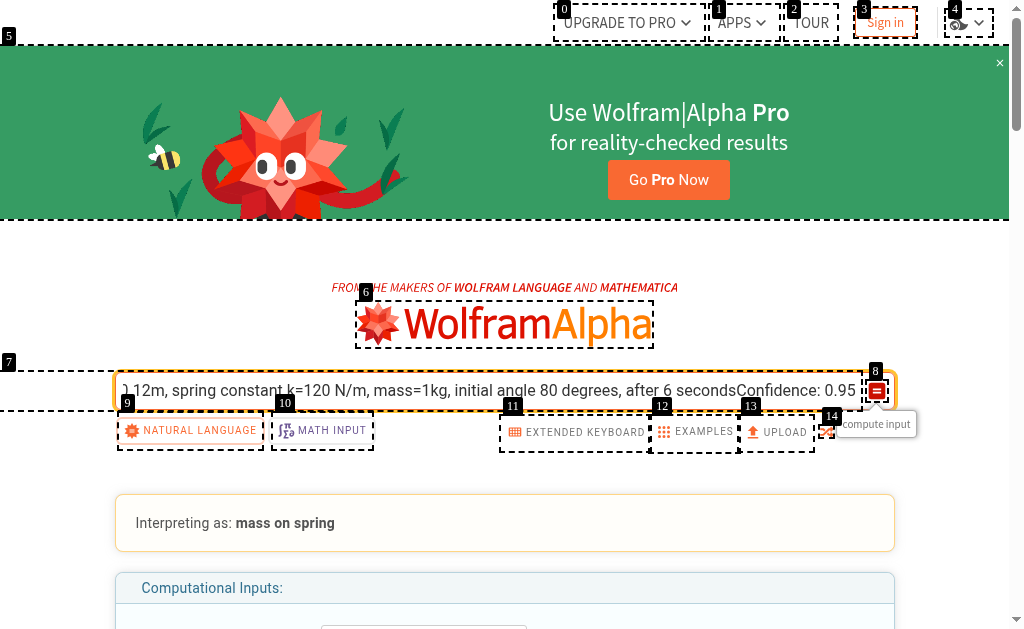 0
UPGRADE TO PRO
1
APPS
2
TOUR
3
Sign in
4
5
×
Use Wolfram|Alpha Pro
for reality-checked results
Go Pro Now
FROM THE MAKERS OF WOLFRAM LANGUAGE AND MATHEMATICA
6
WolframAlpha
7
8
0.12m, spring constant k=120 N/m, mass=1kg, initial angle 80 degrees, after 6 secondsConfidence: 0.95
=
9
NATURAL LANGUAGE
10
MATH INPUT
11
EXTENDED KEYBOARD
12
EXAMPLES
13
UPLOAD
14
compute input
Interpreting as: mass on spring
Computational Inputs: